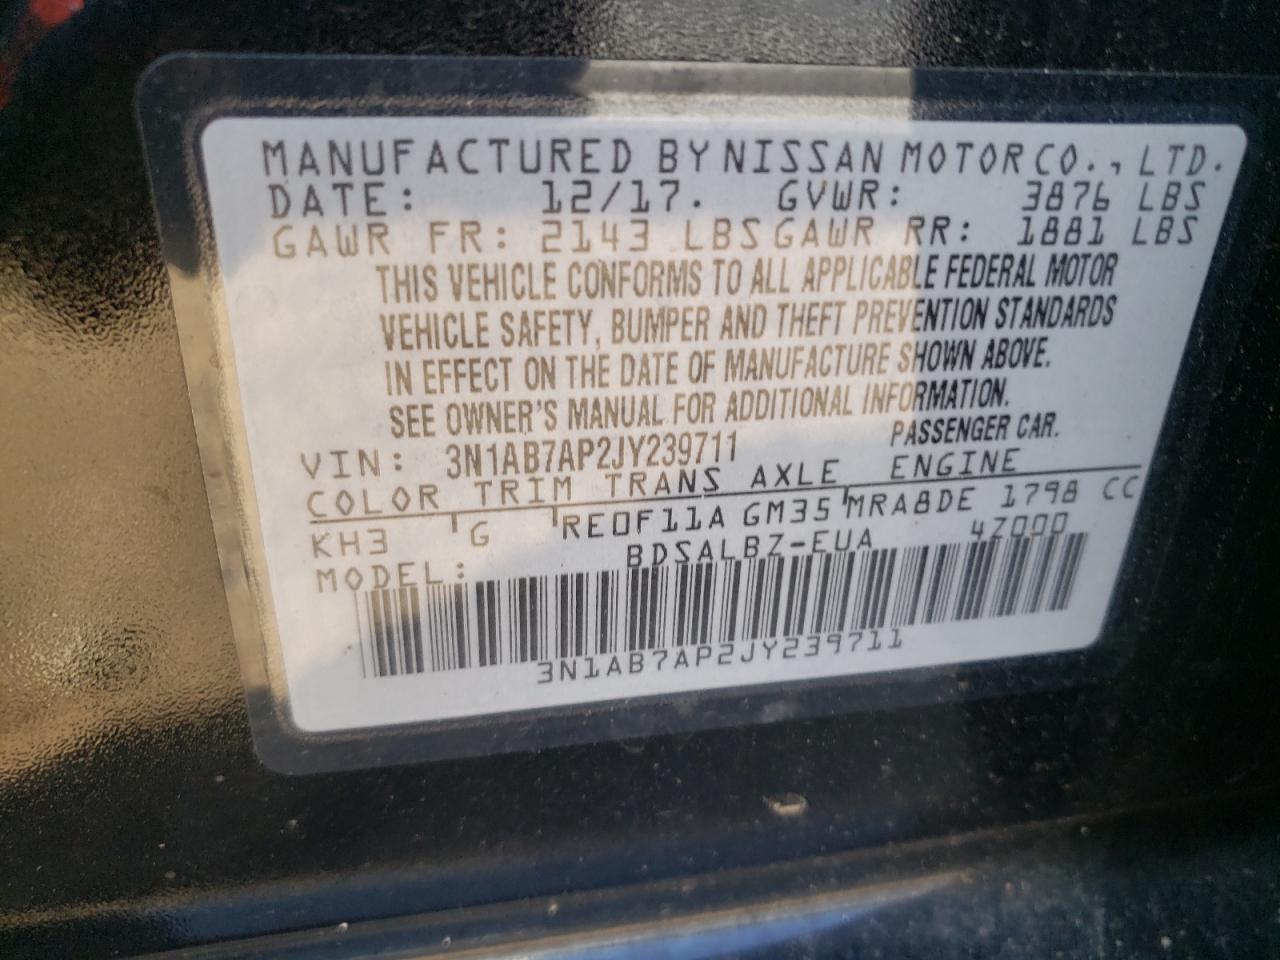 MANUFACTURED BY NISSAN MOTOR CO., LTD.
DATE: 12/17. GVWR: 3876 LBS
GAWR FR: 2143 LBS GAWR RR: 1881 LBS
THIS VEHICLE CONFORMS TO ALL APPLICABLE FEDERAL MOTOR
VEHICLE SAFETY, BUMPER AND THEFT PREVENTION STANDARDS
IN EFFECT ON THE DATE OF MANUFACTURE SHOWN ABOVE.
SEE OWNER'S MANUAL FOR ADDITIONAL INFORMATION.
VIN: 3N1AB7AP2JY239711 PASSENGER CAR.
COLOR TRIM TRANS AXLE ENGINE
KH3 G RE0F11A GM35 MRA8DE 1798 CC
MODEL: BDSALBZ-EUA 4Z000
3N1AB7AP2JY239711